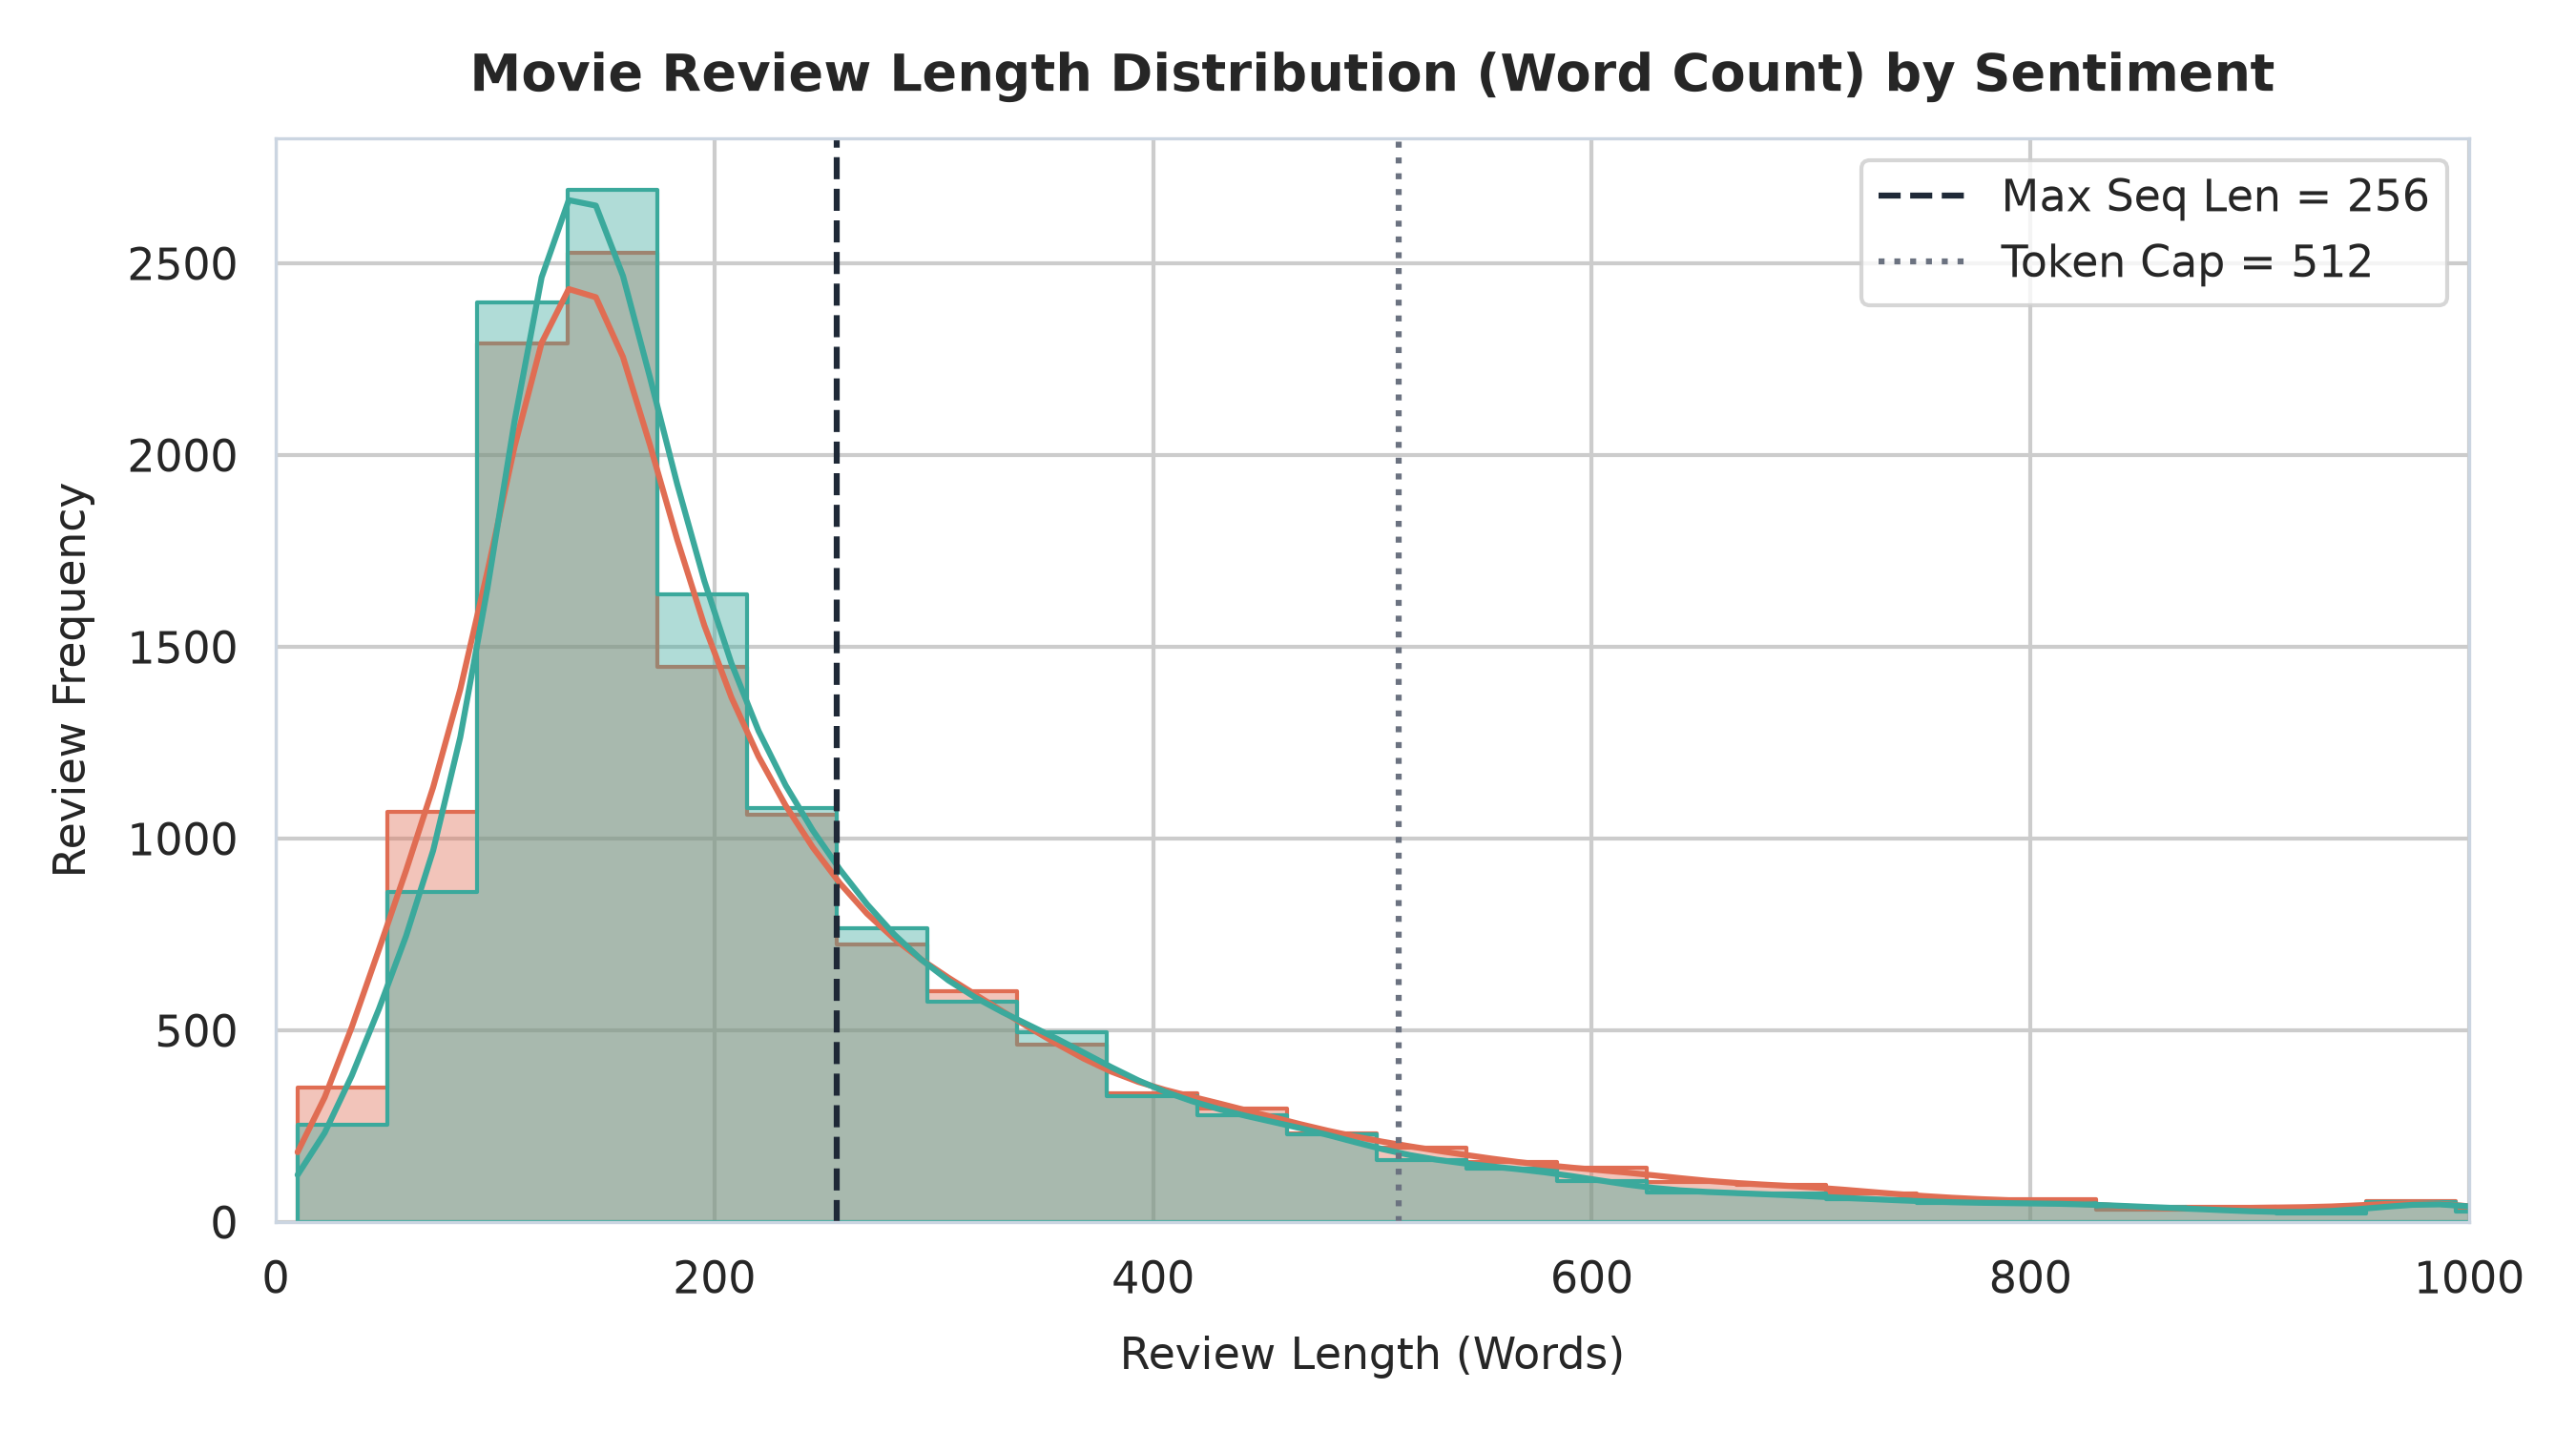 Movie Review Length Distribution (Word Count) by Sentiment
Max Seq Len = 256
Token Cap = 512
Review Frequency
2500
2000
1500
1000
500
0
0 200 400 600 800 1000
Review Length (Words)